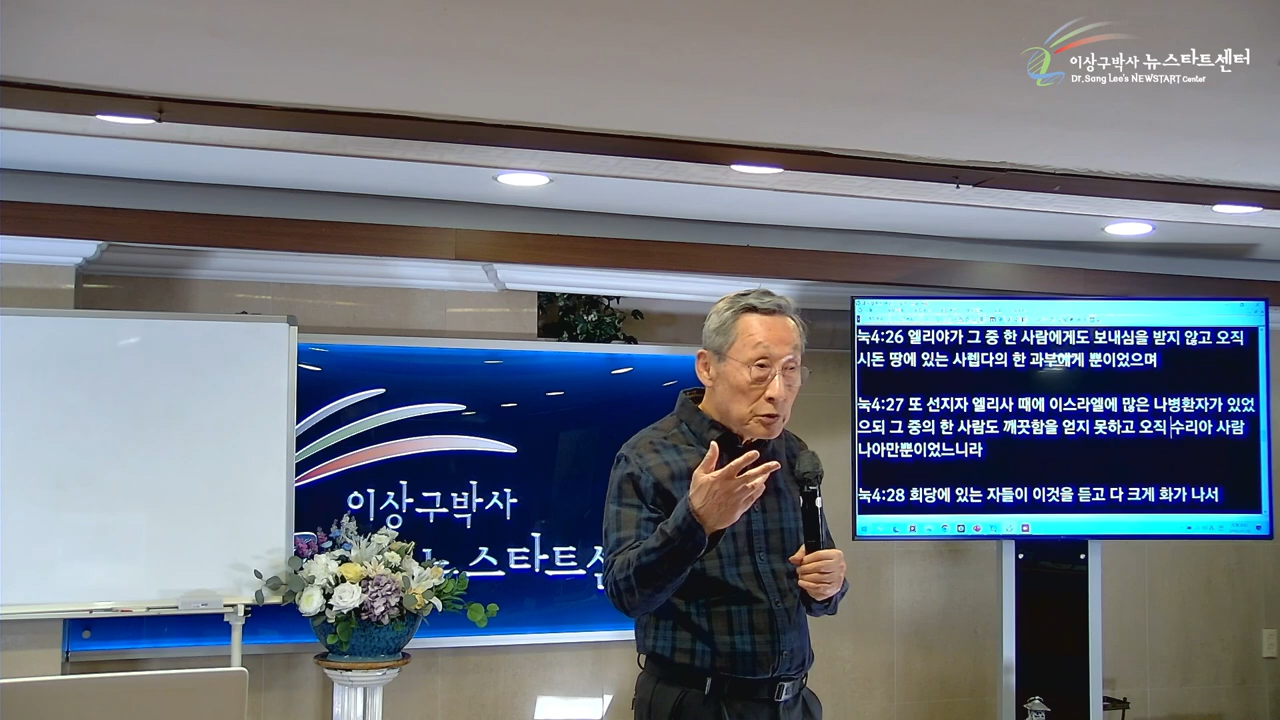 이상구박사 뉴스타트센터
Dr. Sang Lee's NEWSTART Center
눅4:26 엘리야가 그 중 한 사람에게도 보내심을 받지 않고 오직
시돈 땅에 있는 사렙다의 한 과부에게 뿐이었으며
눅4:27 또 선지자 엘리사 때에 이스라엘에 많은 나병환자가 있었
으되 그 중의 한 사람도 깨끗함을 얻지 못하고 오직 수리아 사람
나아만뿐이었느니라
눅4:28 회당에 있는 자들이 이것을 듣고 다 크게 화가 나서
이상구박사
스타트